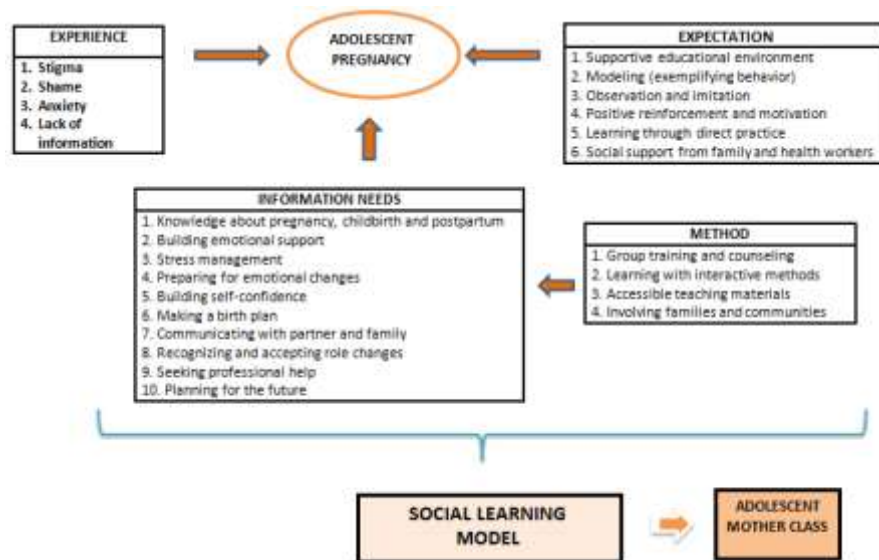 EXPERIENCE
1. Stigma
2. Shame
3. Anxiety
4. Lack of
information
ADOLESCENT
PREGNANCY
EXPECTATION
1. Supportive educational environment
2. Modeling (exemplifying behavior)
3. Observation and imitation
4. Positive reinforcement and motivation
5. Learning through direct practice
6. Social support from family and health workers
INFORMATION NEEDS
1. Knowledge about pregnancy, childbirth and postpartum
2. Building emotional support
3. Stress management
4. Preparing for emotional changes
5. Building self-confidence
6. Making a birth plan
7. Communicating with partner and family
8. Recognizing and accepting role changes
9. Seeking professional help
10. Planning for the future
METHOD
1. Group training and counseling
2. Learning with interactive methods
3. Accessible teaching materials
4. Involving families and communities
SOCIAL LEARNING
MODEL
ADOLESCENT
MOTHER CLASS